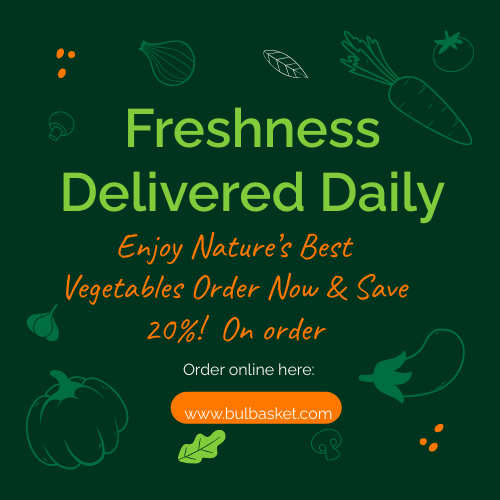 Freshness
Delivered Daily
Enjoy Nature's Best
Vegetables Order Now & Save
20%! On order
Order online here:
www.bulbasket.com